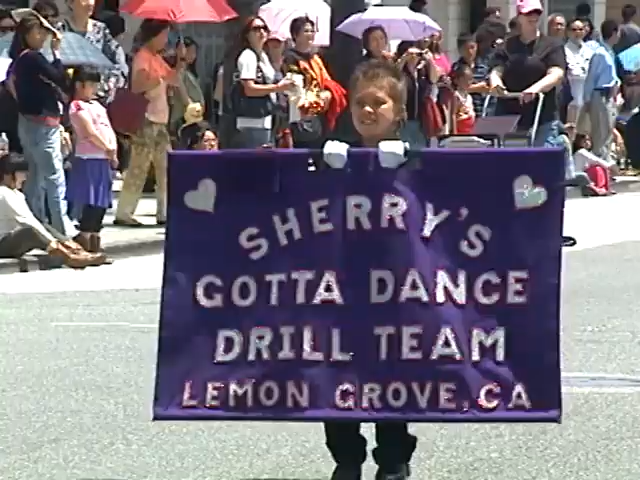 SHERRY'S
GOTTA DANCE
DRILL TEAM
LEMON GROVE, CA